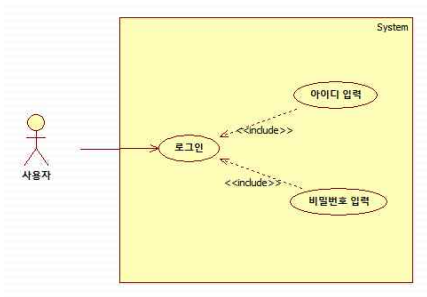 System
아이디 입력
<<include>>
로그인
사용자
<<include>>
비밀번호 입력